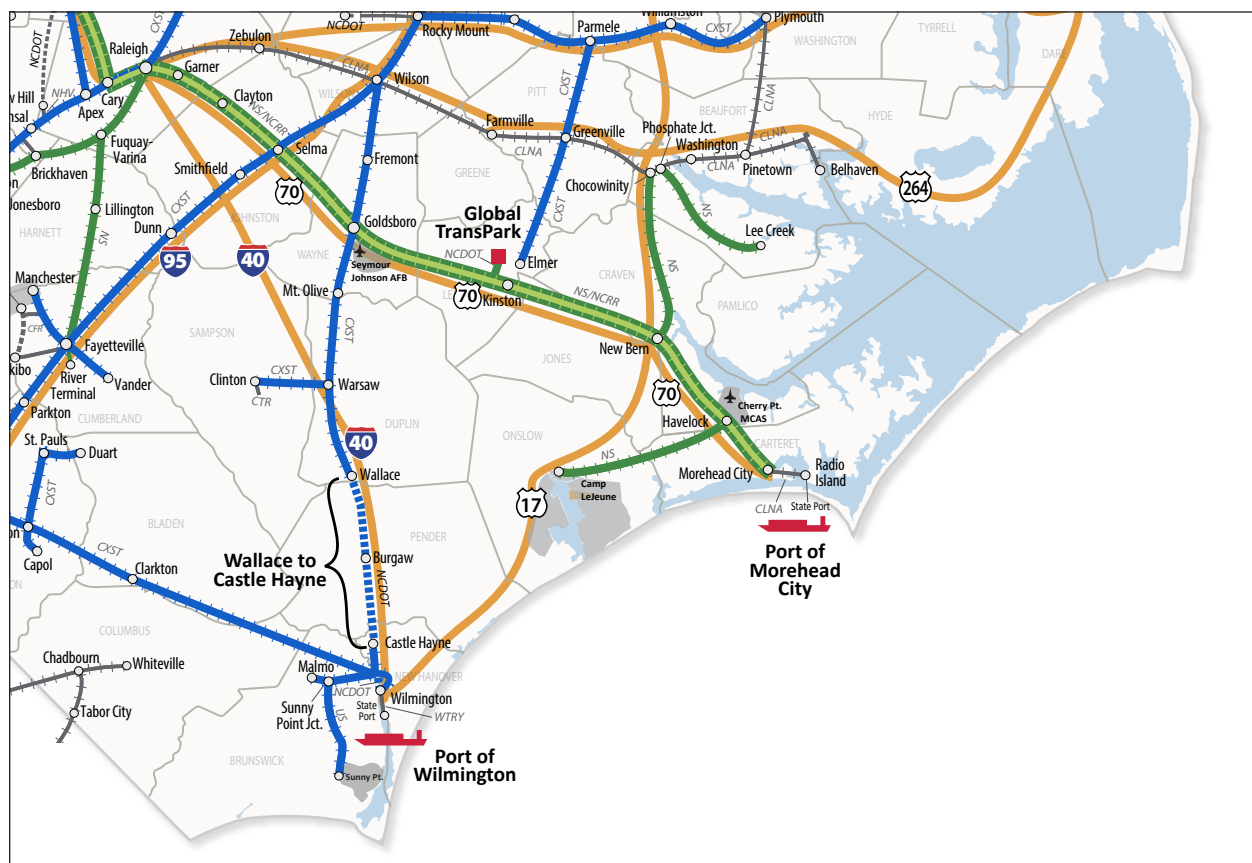 NCDOT
Rocky Mount
Parmele
Williamston
CXST
Plymouth
WASHINGTON
TYRRELL
DARE
NCDOT
CXST
Raleigh
Zebulon
CLNA
Wilson
Garner
NHV
Cary
Apex
Clayton
NS/NCRR
WILSON
PITT
CXST
BEAUFORT
CLNA
HYDE
Fuquay-
Varina
Farmville
CLNA
Greenville
Phosphate Jct.
Washington
CLNA
CLNA
Pinetown
Belhaven
Brickhaven
Selma
Smithfield
70
Fremont
GREENE
Chocowinity
264
Jonesboro
HARNETT
Lillington
Dunn
CXST
JOHNSTON
Goldsboro
Global
TransPark
CXST
NS
Lee Creek
NS
95
40
WAYNE
Seymour
Johnson AFB
NCDOT
Elmer
CRAVEN
NS
Manchester
CFR
Mt. Olive
70
Kinston
NS/NCRR
PAMLICO
SAMPSON
CXST
Fayetteville
River
Terminal
Vander
JONES
New Bern
Clinton
CXST
CTR
Warsaw
70
Cherry Pt.
MCAS
Parkton
CUMBERLAND
DUPLIN
Havelock
St. Pauls
Duart
40
ONSLOW
NS
CARTERET
CXST
Wallace
Morehead City
Radio
Island
Camp
LeJeune
17
CLNA
State Port
BLADEN
PENDER
Port of
Morehead
City
Capol
CXST
Clarkton
Wallace to
Castle Hayne
Burgaw
NCDOT
COLUMBUS
Castle Hayne
Chadbourn
Whiteville
Malmo
NCDOT
NEW HANOVER
Wilmington
Tabor City
Sunny
Point Jct.
US
State
Port
WTRY
BRUNSWICK
Sunny Pt.
Port of
Wilmington